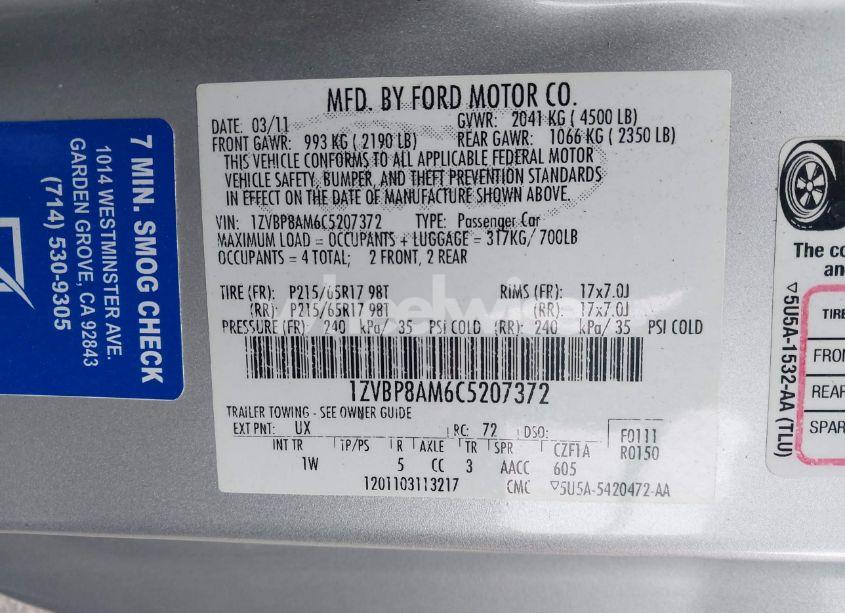 MFD. BY FORD MOTOR CO.
DATE: 03/11 GVWR: 2041 KG ( 4500 LB)
FRONT GAWR: 993 KG ( 2190 LB) REAR GAWR: 1066 KG ( 2350 LB)
THIS VEHICLE CONFORMS TO ALL APPLICABLE FEDERAL MOTOR
VEHICLE SAFETY, BUMPER, AND THEFT PREVENTION STANDARDS
IN EFFECT ON THE DATE OF MANUFACTURE SHOWN ABOVE.
VIN: 1ZVBP8AM6C5207372 TYPE: Passenger Car
MAXIMUM LOAD = OCCUPANTS + LUGGAGE = 317KG/ 700LB
OCCUPANTS = 4 TOTAL; 2 FRONT, 2 REAR
TIRE (FR): P215/65R17 98T RIMS (FR): 17x7.0J
(RR): P215/65R17 98T (RR): 17x7.0J
PRESSURE (FR): 240 kPa/ 35 PSI COLD (RR): 240 kPa/ 35 PSI COLD
1ZVBP8AM6C5207372
TRAILER TOWING - SEE OWNER GUIDE
EXT PNT: UX RC: 72 DSO: F0111
R0150
INT TR TP/PS R AXLE TR SPR CZF1A
1W 5 CC 3 AACC 605
1201103113217 CMC ▽5U5A-5420472-AA
7 MIN. SMOG CHECK
1014 WESTMINSTER AVE.
GARDEN GROVE, CA 92843
(714) 530-9305
The co
an
▽5U5A-1532-AA (TLU)
TIRE
FRON
REAR
SPAR
wheelwise